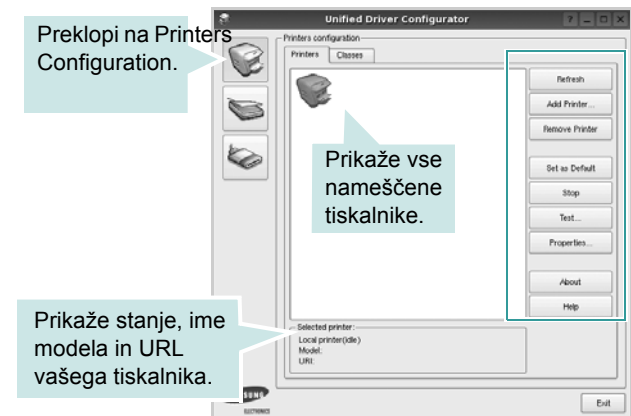 Unified Driver Configurator
Preklopi na Printers
Configuration.
Printers configuration
Printers Classes
Refresh
Add Printer...
Remove Printer
Set as Default
Stop
Test...
Properties...
About
Help
Prikaže vse
nameščene
tiskalnike.
Prikaže stanje, ime
modela in URL
vašega tiskalnika.
Selected printer:
Local printer(idle)
Model:
URI:
ELECTRONICS
Exit